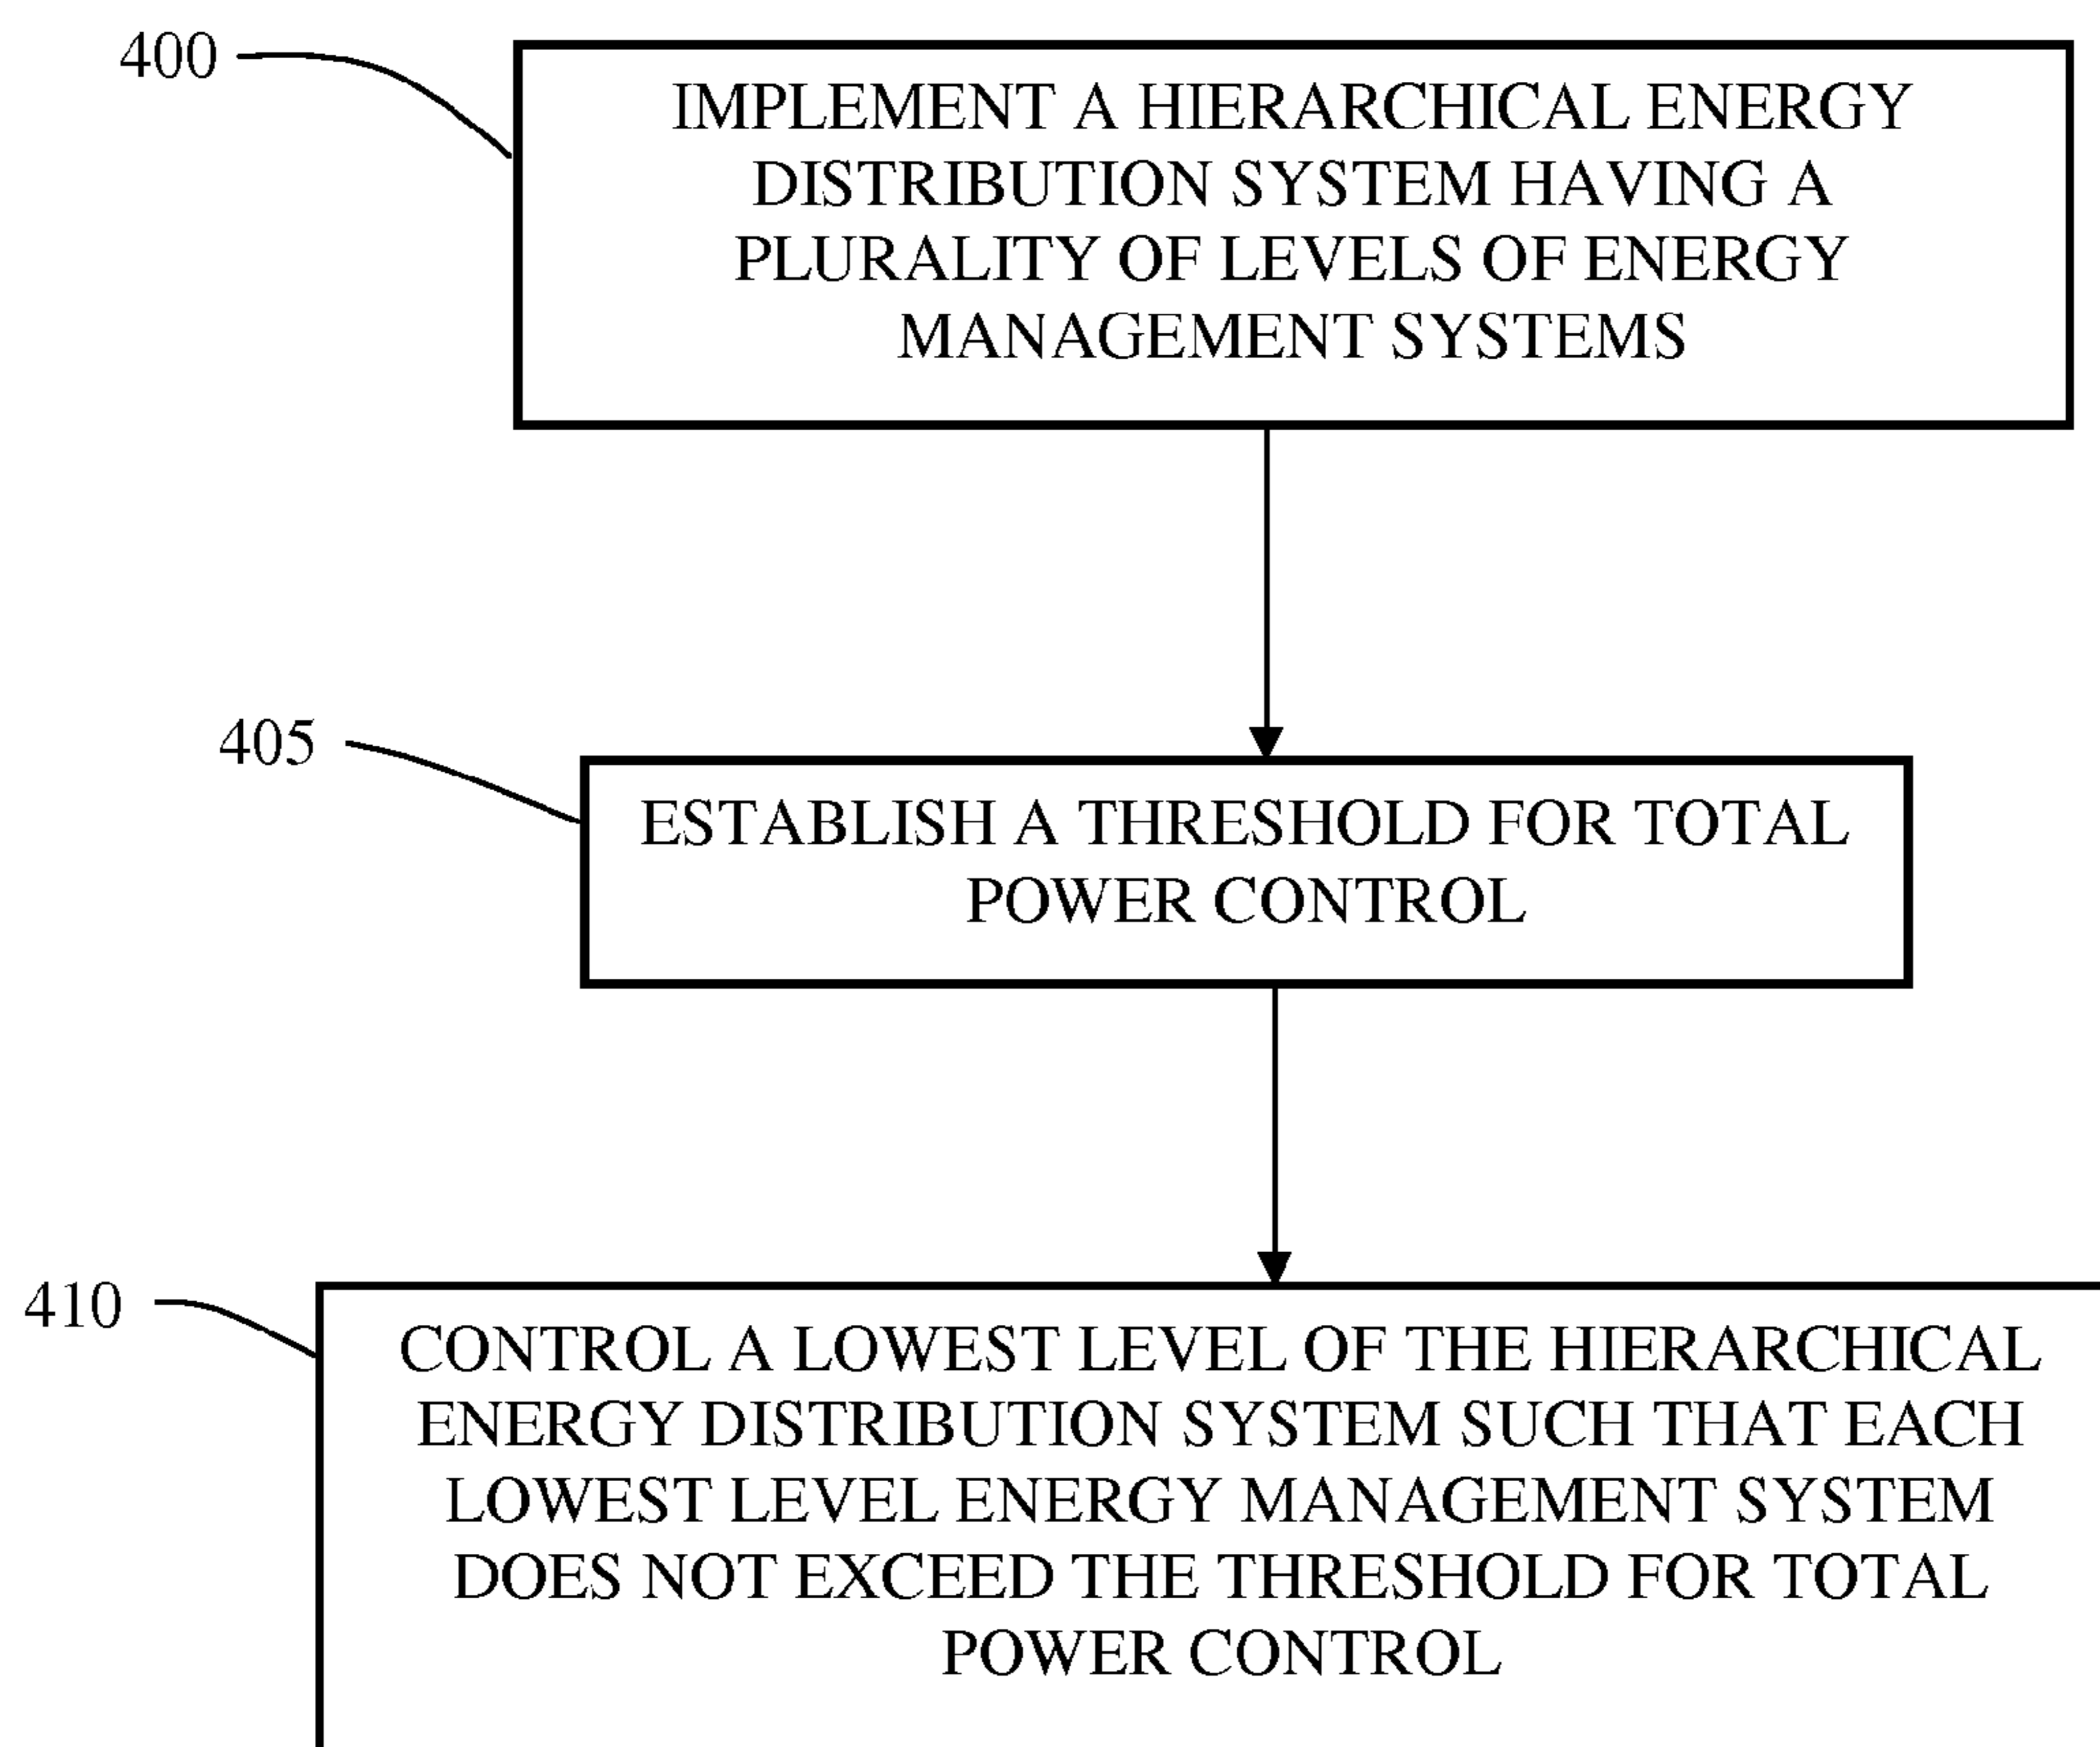 400
IMPLEMENT A HIERARCHICAL ENERGY
DISTRIBUTION SYSTEM HAVING A
PLURALITY OF LEVELS OF ENERGY
MANAGEMENT SYSTEMS
405
ESTABLISH A THRESHOLD FOR TOTAL
POWER CONTROL
410
CONTROL A LOWEST LEVEL OF THE HIERARCHICAL
ENERGY DISTRIBUTION SYSTEM SUCH THAT EACH
LOWEST LEVEL ENERGY MANAGEMENT SYSTEM
DOES NOT EXCEED THE THRESHOLD FOR TOTAL
POWER CONTROL